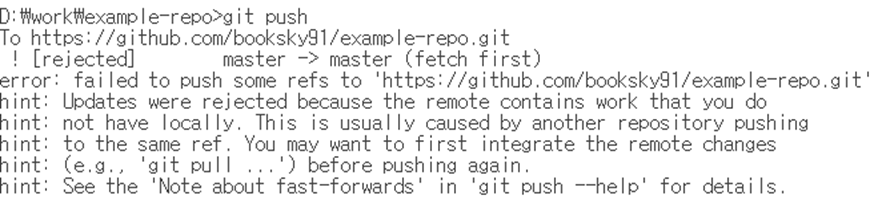 D:₩work₩example-repo>git push
To https://github.com/booksky91/example-repo.git
 ! [rejected]        master -> master (fetch first)
error: failed to push some refs to 'https://github.com/booksky91/example-repo.git'
hint: Updates were rejected because the remote contains work that you do
hint: not have locally. This is usually caused by another repository pushing
hint: to the same ref. You may want to first integrate the remote changes
hint: (e.g., 'git pull ...') before pushing again.
hint: See the 'Note about fast-forwards' in 'git push --help' for details.